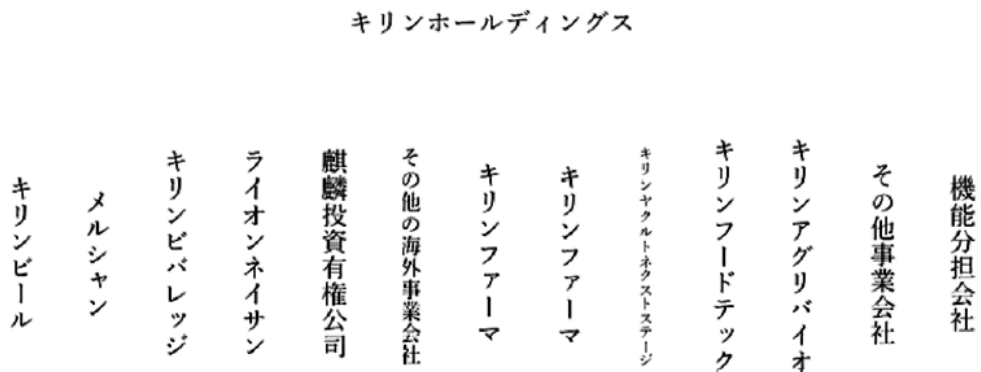 キリンホールディングス
キリンビール
メルシャン
キリンビバレッジ
ライオンネイサン
麒麟投資有権公司
その他の海外事業会社
キリンファーマ
キリンファーマ
キリンヤクルトネクストステージ
キリンフードテック
キリンアグリバイオ
その他事業会社
機能分担会社